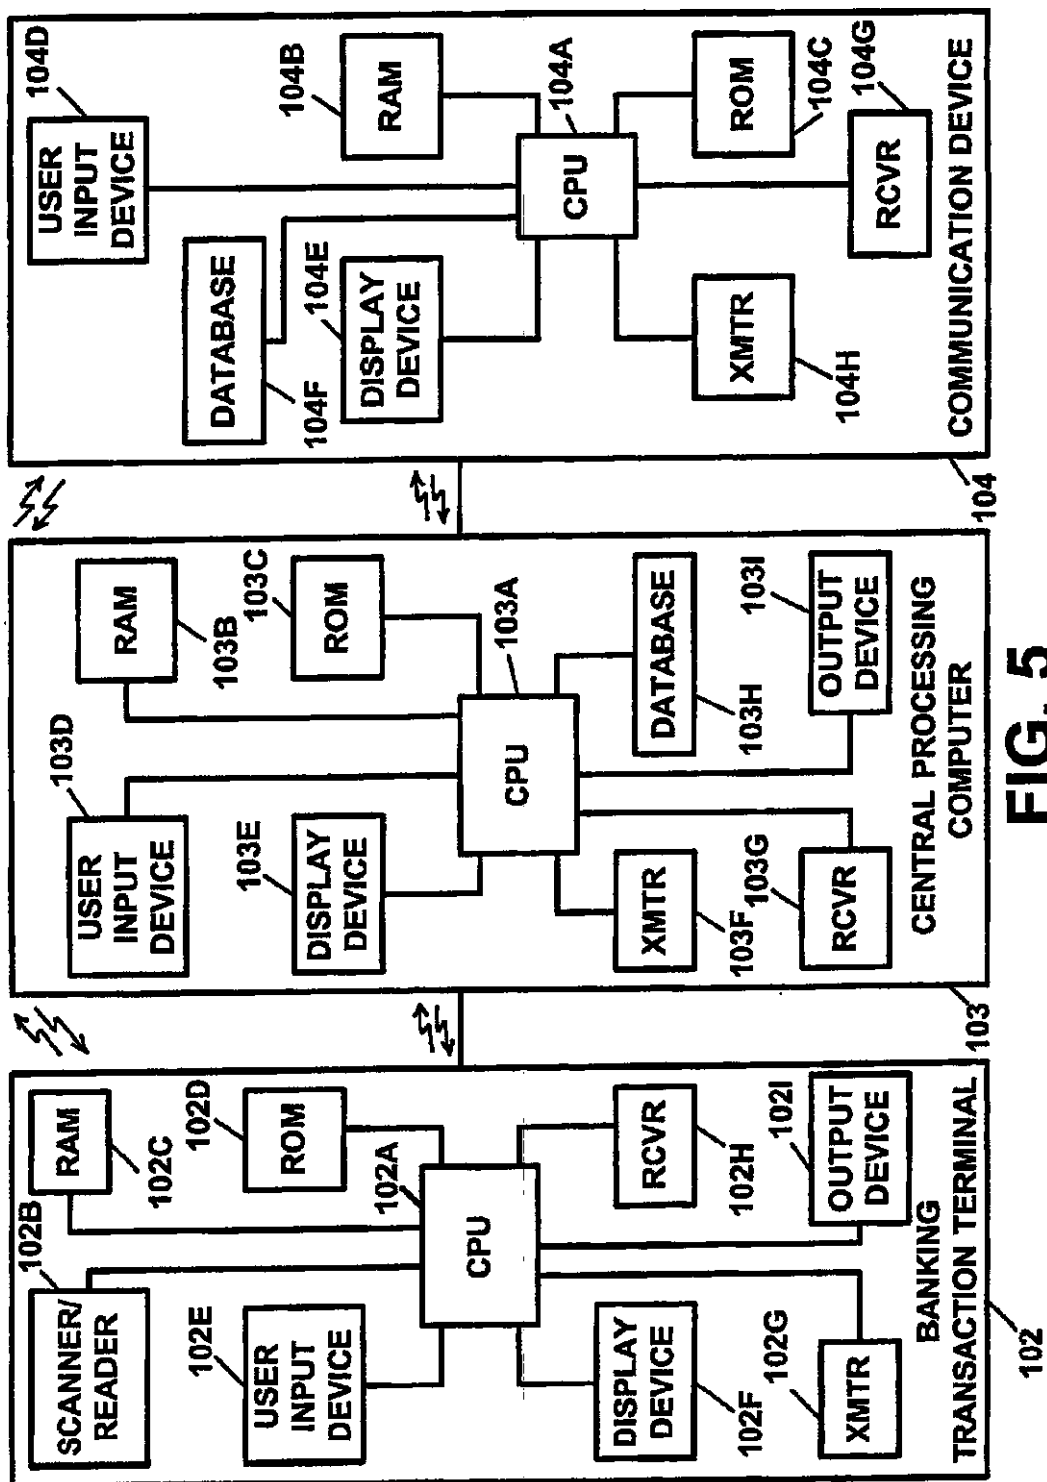 102B
SCANNER/
READER
RAM
102C
102D
ROM
102E
USER
INPUT
DEVICE
102A
CPU
DISPLAY
DEVICE
102F
RCVR
102H
102G
XMTR
102I
OUTPUT
DEVICE
BANKING
TRANSACTION TERMINAL
102
103D
USER
INPUT
DEVICE
RAM
103B
103C
ROM
103E
DISPLAY
DEVICE
103A
CPU
XMTR
103F
DATABASE
103H
103G
RCVR
103I
OUTPUT
DEVICE
CENTRAL PROCESSING
COMPUTER
103
104D
USER
INPUT
DEVICE
DATABASE
104F
104E
DISPLAY
DEVICE
104B
RAM
104A
CPU
XMTR
104H
ROM
104C
104G
RCVR
COMMUNICATION DEVICE
104
FIG. 5